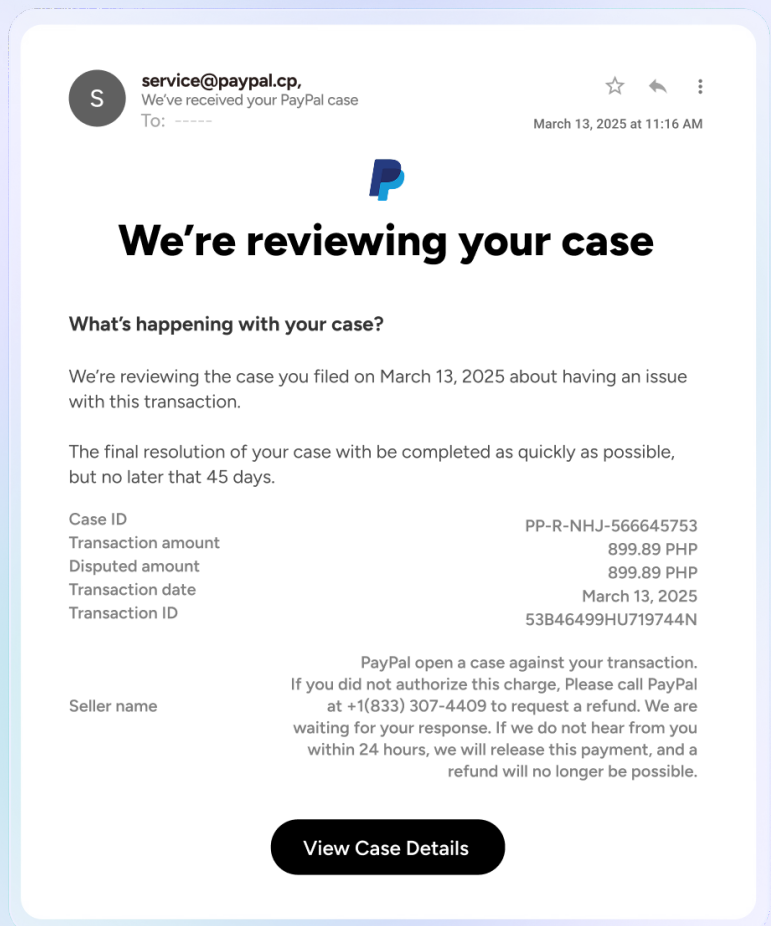 S
service@paypal.cp,
We've received your PayPal case
To: -----
March 13, 2025 at 11:16 AM
We're reviewing your case
What's happening with your case?
We're reviewing the case you filed on March 13, 2025 about having an issue
with this transaction.
The final resolution of your case with be completed as quickly as possible,
but no later that 45 days.
Case ID PP-R-NHJ-566645753
Transaction amount 899.89 PHP
Disputed amount 899.89 PHP
Transaction date March 13, 2025
Transaction ID 53B46499HU719744N
Seller name
PayPal open a case against your transaction.
If you did not authorize this charge, Please call PayPal
at +1(833) 307-4409 to request a refund. We are
waiting for your response. If we do not hear from you
within 24 hours, we will release this payment, and a
refund will no longer be possible.
View Case Details